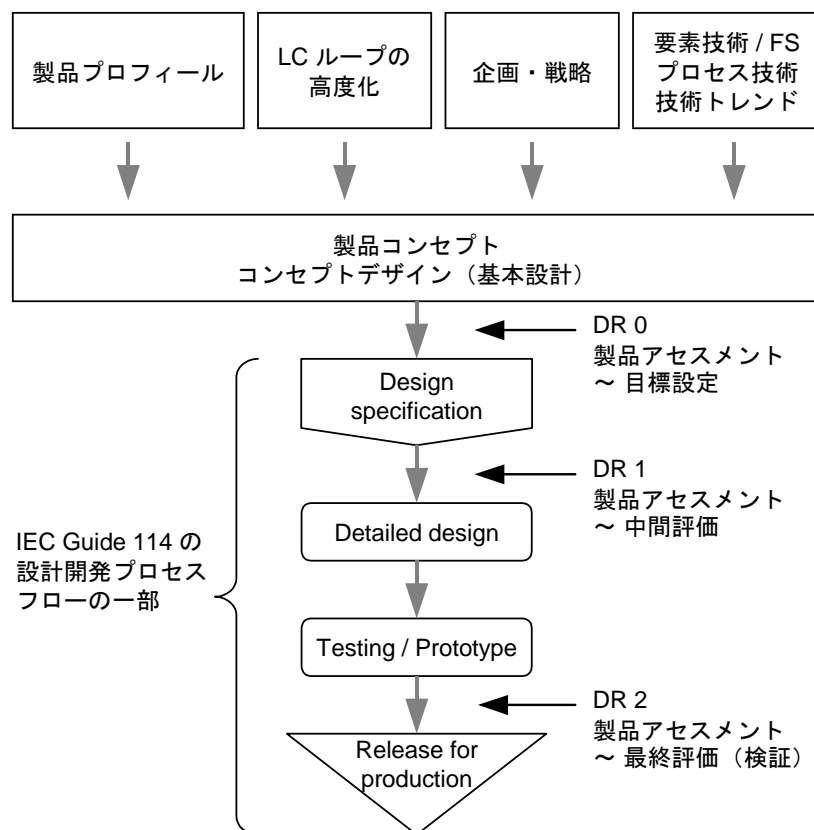 製品プロフィール
LC ループの
高度化
企画・戦略
要素技術 / FS
プロセス技術
技術トレンド
製品コンセプト
コンセプトデザイン（基本設計）
DR 0
製品アセスメント
～ 目標設定
Design
specification
DR 1
製品アセスメント
～ 中間評価
Detailed design
IEC Guide 114 の
設計開発プロセス
フローの一部
Testing / Prototype
DR 2
製品アセスメント
～ 最終評価（検証）
Release for
production